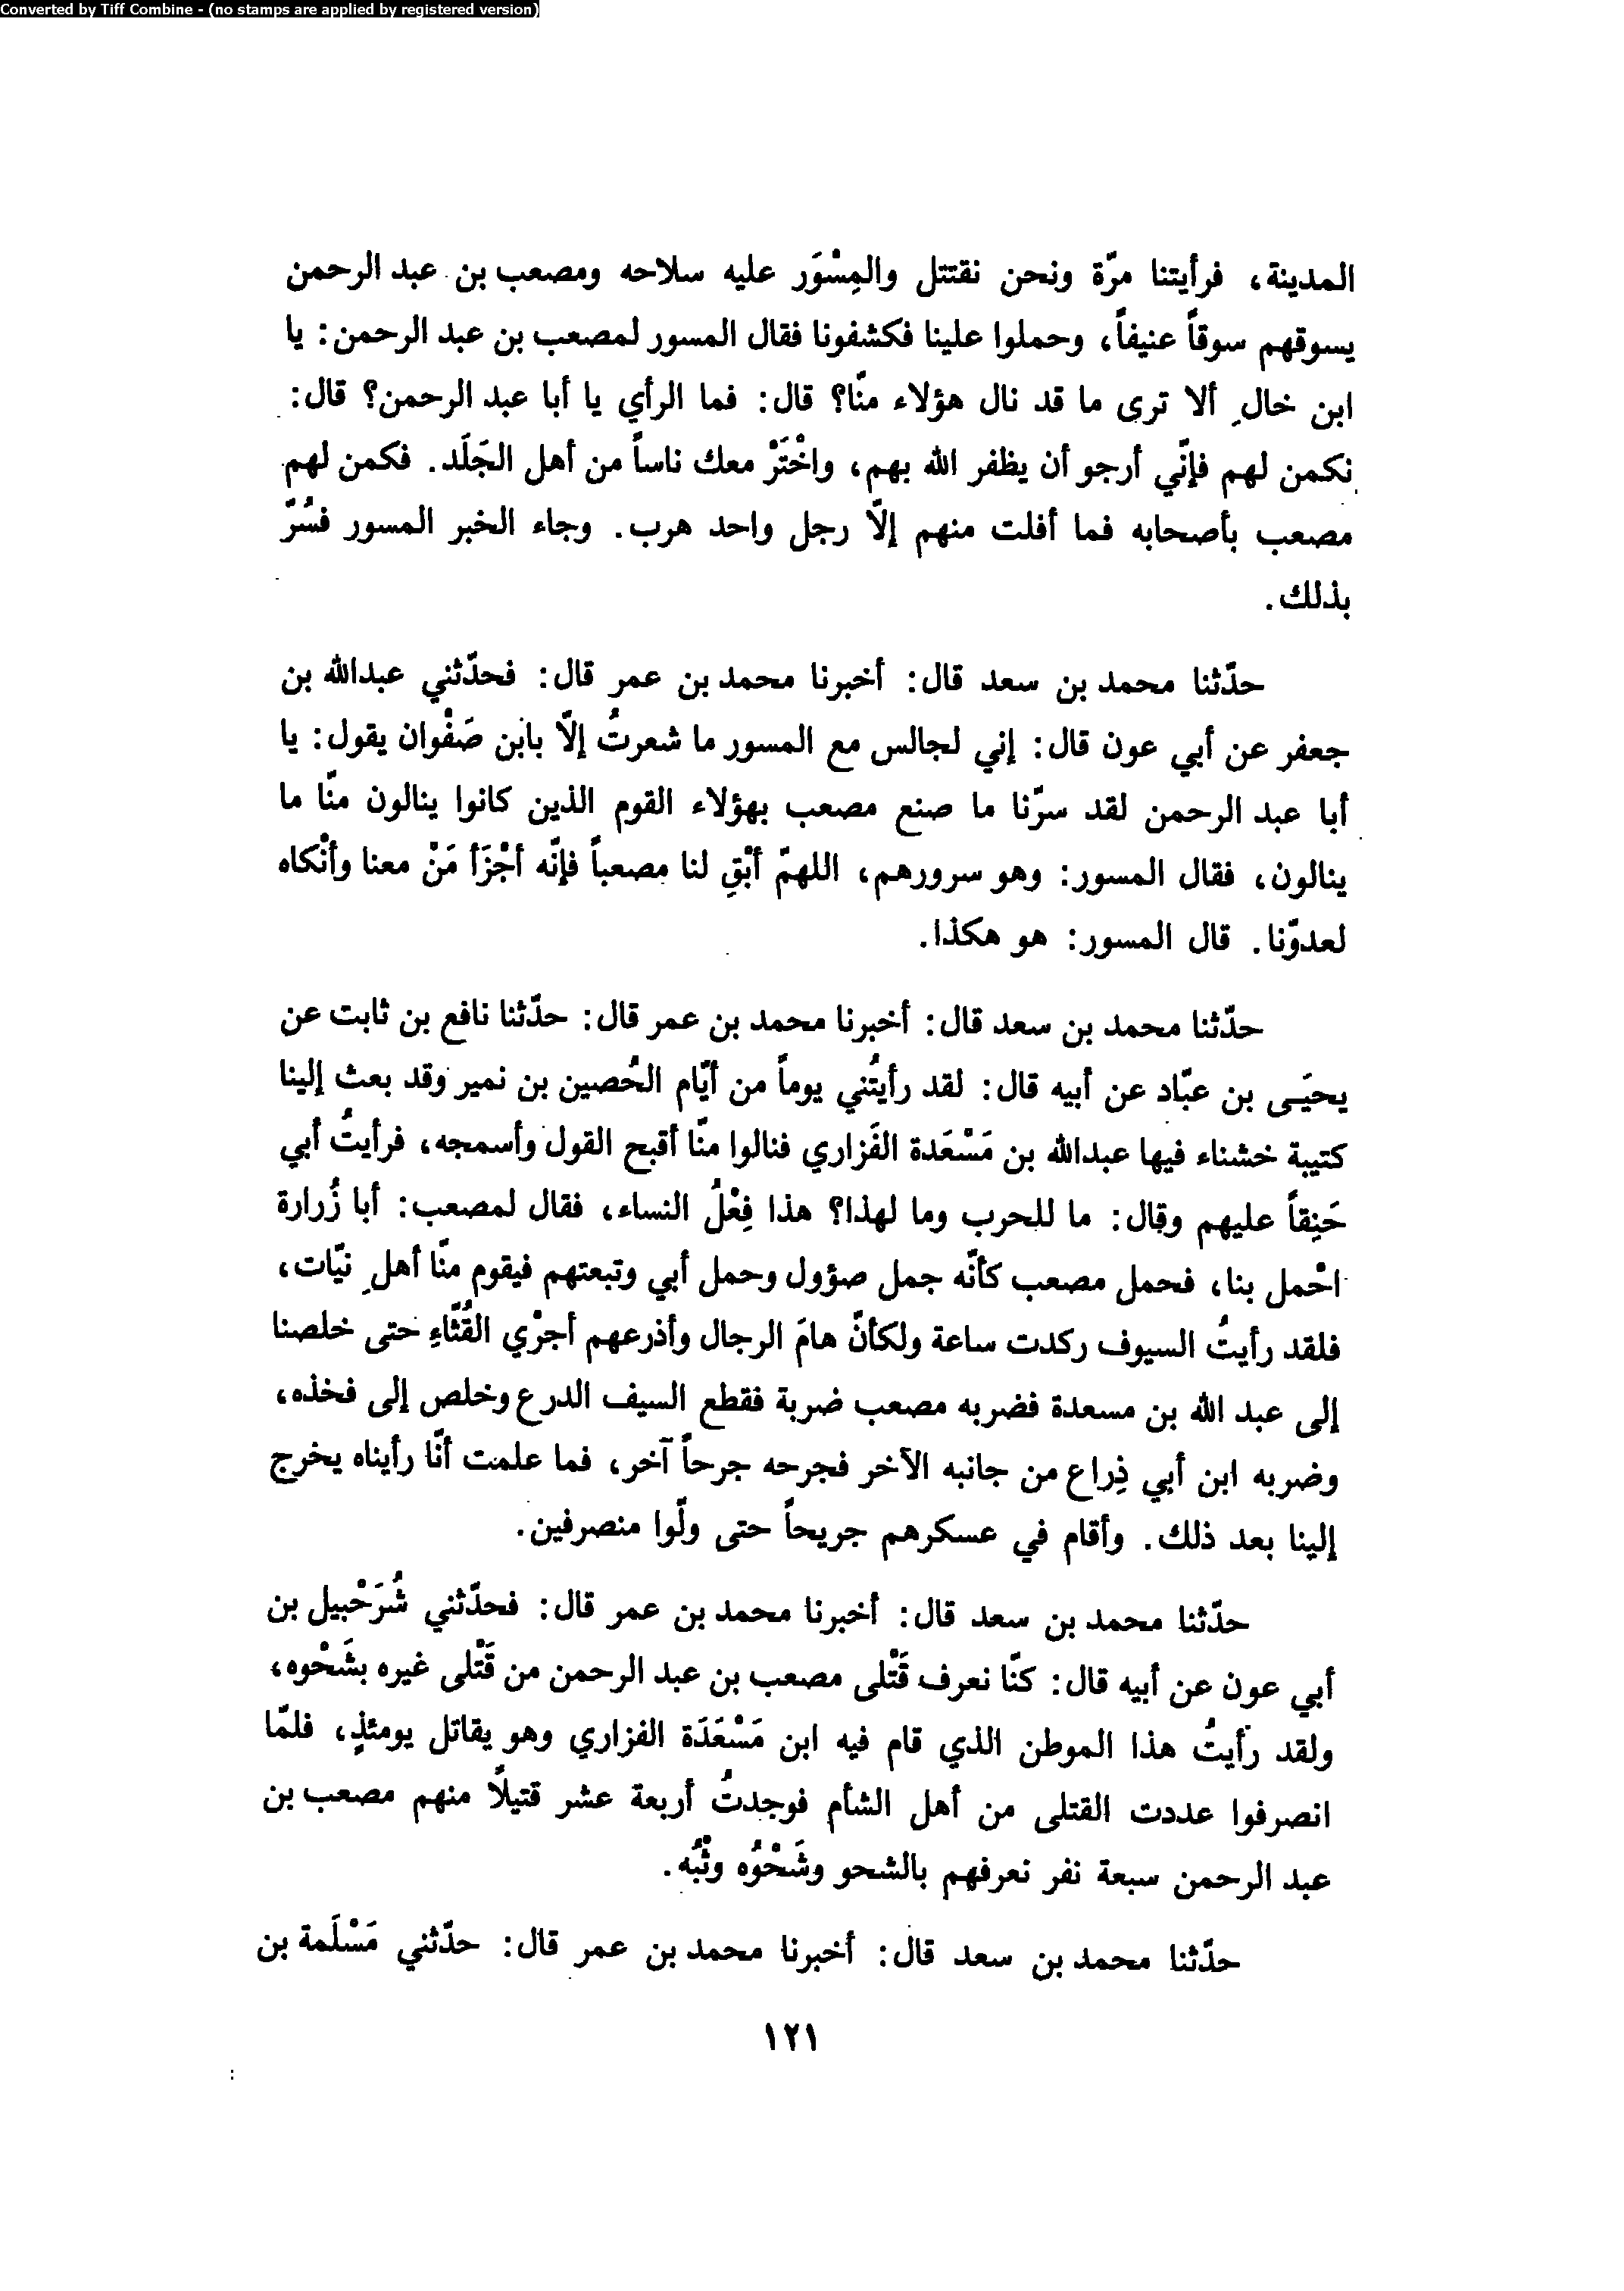 Converted by Tiff Combine - (no stamps are applied by registered version)
المدينة، فرأيتنا مرّة ونحن نقتتل والمِسْوَر عليه سلاحه ومصعب بن عبد الرحمن
يسوقهم سوقاً عنيفاً، وحملوا علينا فكشفونا فقال المسور لمصعب بن عبد الرحمن: يا
ابن خالِ ألا ترى ما قد نال هؤلاء منّا؟ قال: فما الرأي يا أبا عبد الرحمن؟ قال:
نكمن لهم فإنّي أرجو أن يظفر الله بهم، واخْتَرْ معك ناساً من أهل الجَلَد. فكمن لهم
مصعب بأصحابه فما أفلت منهم إلّا رجل واحد هرب. وجاء الخبر المسور فسُرّ
بذلك.
حدّثنا محمد بن سعد قال: أخبرنا محمد بن عمر قال: فحدّثني عبدالله بن
جعفر عن أبي عون قال: إني لجالس مع المسور ما شعرتُ إلّا بابن صَفْوان يقول: يا
أبا عبد الرحمن لقد سرّنا ما صنع مصعب بهؤلاء القوم الذين كانوا ينالون منّا ما
ينالون، فقال المسور: وهو سرورهم، اللهمّ أبْقِ لنا مصعباً فإنّه أجْزَأ مَنْ معنا وأنْكاه
لعدوّنا. قال المسور: هو هكذا.
حدّثنا محمد بن سعد قال: أخبرنا محمد بن عمر قال: حدّثنا نافع بن ثابت عن
يحيَـى بن عبّاد عن أبيه قال: لقد رأيتُني يوماً من أيّام الحُصين بن نمير وقد بعث إلينا
كتيبة خشناء فيها عبدالله بن مَسْعَدة الفَزاري فنالوا منّا أقبح القول وأسمجه، فرأيتُ أبي
حَنِقاً عليهم وقال: ما للحرب وما لهذا؟ هذا فِعْلُ النساء، فقال لمصعب: أبا زُرارة
احْمل بنا، فحمل مصعب كأنّه جمل صؤول وحمل أبي وتبعتهم فيقوم منّا أهلِ نيّات،
فلقد رأيتُ السيوف ركدت ساعة ولكأنّ هامَ الرجال وأذرعهم أجرْي القُثّاءِ حتى خلصنا
إلى عبد الله بن مسعدة فضربه مصعب ضربة فقطع السيف الدرع وخلص إلى فخذه،
وضربه ابن أبي ذِراع من جانبه الآخر فجرحه جرحاً آخر، فما علمت أنّا رأيناه يخرج
إلينا بعد ذلك. وأقام في عسكرهم جريحاً حتى ولّوا منصرفين.
حدّثنا محمد بن سعد قال: أخبرنا محمد بن عمر قال: فحدّثني شُرَحْبيل بن
أبي عون عن أبيه قال: كنّا نعرف قَتْلى مصعب بن عبد الرحمن من قَتْلى غيره بشَحْوه،
ولقد رأيتُ هذا الموطن الذي قام فيه ابن مَسْعَدَة الفزاري وهو يقاتل يومئذٍ، فلمّا
انصرفوا عددت القتلى من أهل الشأم فوجدتُ أربعة عشر قتيلًا منهم مصعب بن
عبد الرحمن سبعة نفر نعرفهم بالشحو وشَحْوُه وثْبُه.
حدّثنا محمد بن سعد قال: أخبرنا محمد بن عمر قال: حدّثني مَسْلَمة بن
١٢١